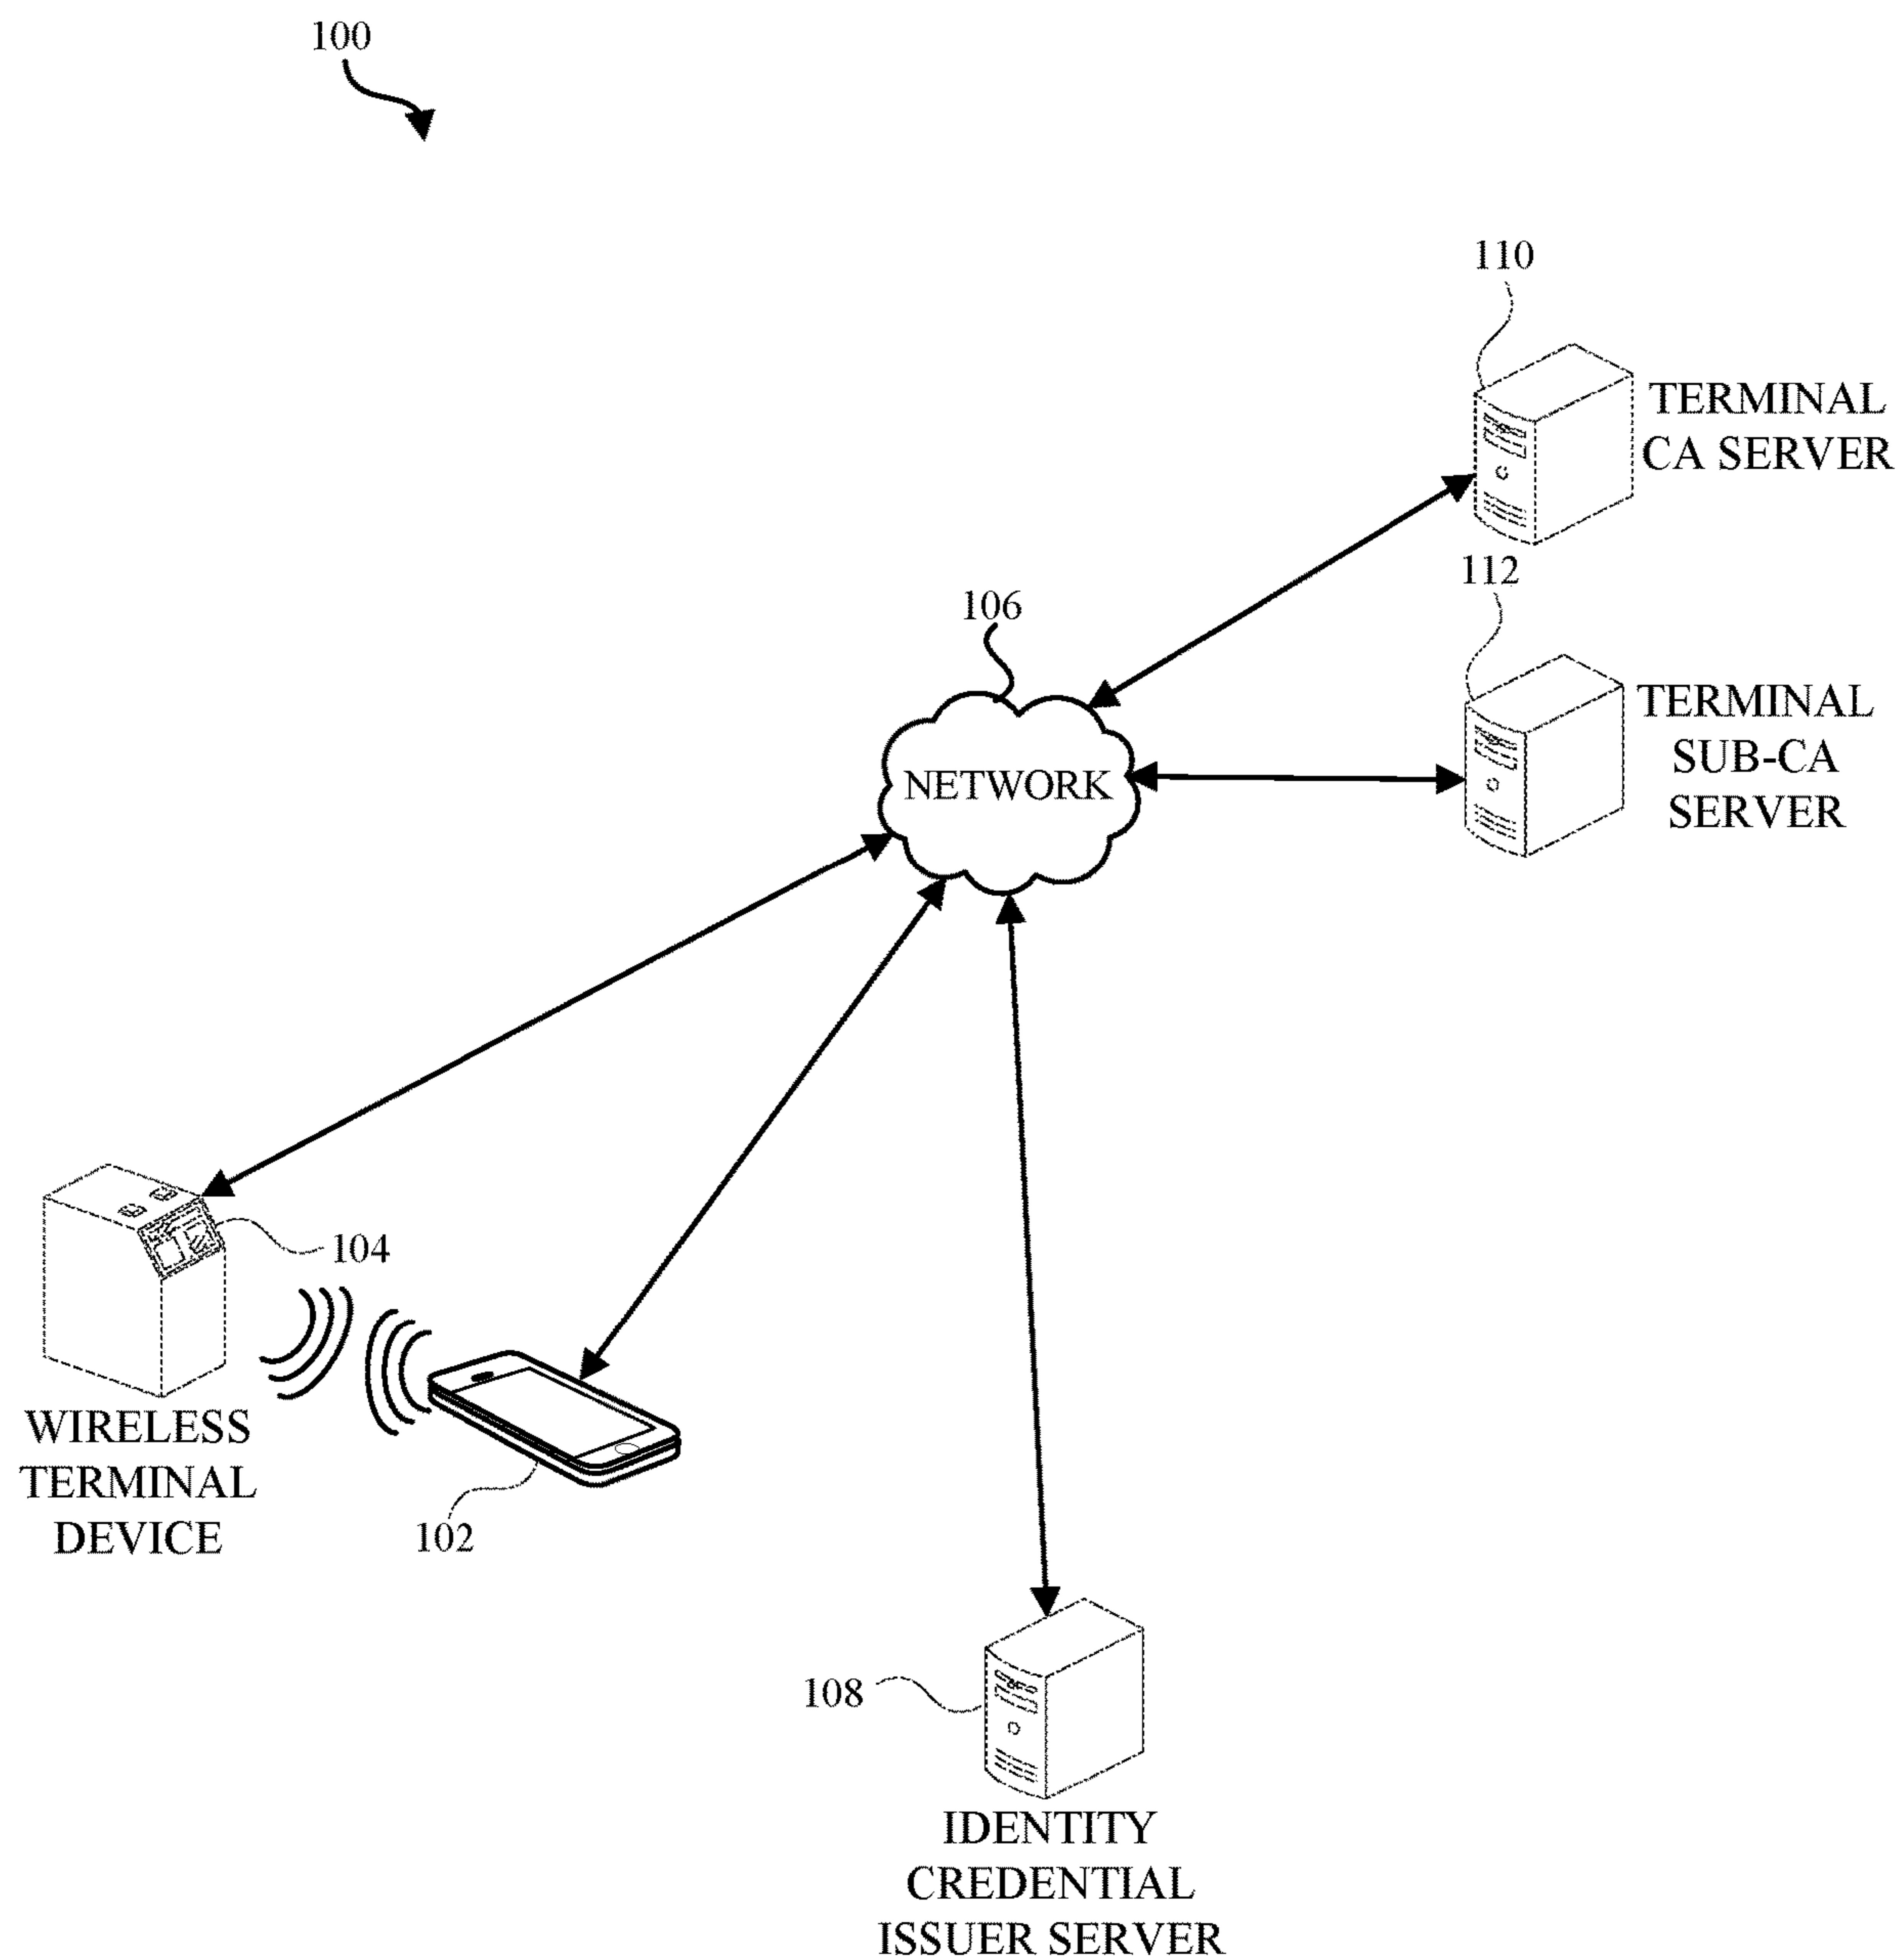 100
110
TERMINAL
CA SERVER
112
106
TERMINAL
SUB-CA
SERVER
NETWORK
104
WIRELESS
TERMINAL
DEVICE
102
108
IDENTITY
CREDENTIAL
ISSUER SERVER